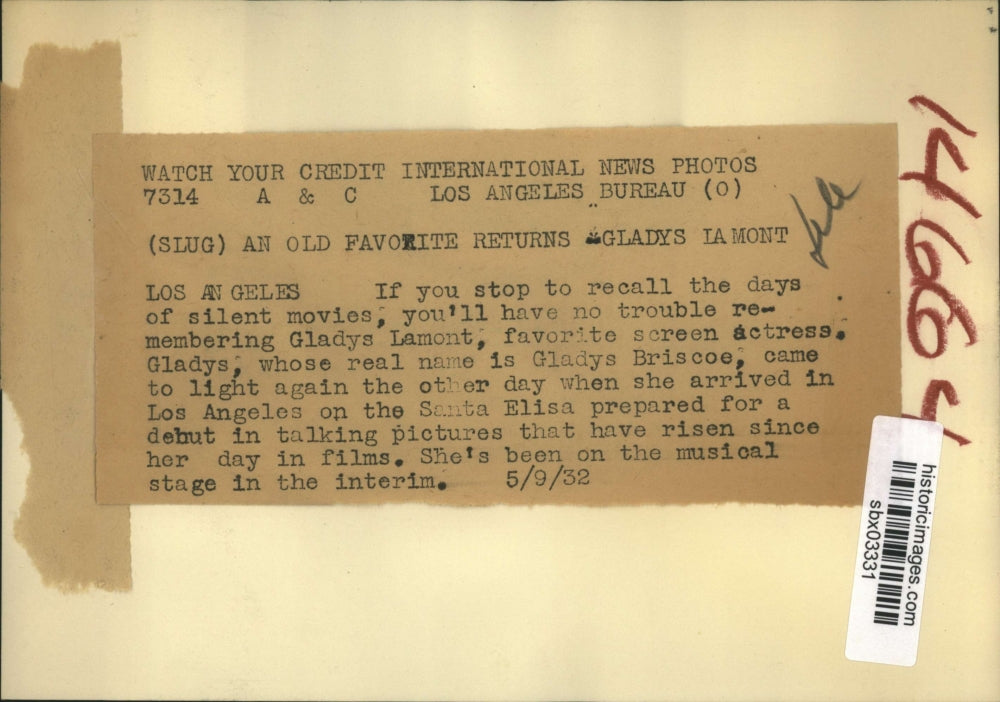 WATCH YOUR CREDIT INTERNATIONAL NEWS PHOTOS
7314 A & C LOS ANGELES BUREAU (O)
(SLUG) AN OLD FAVORITE RETURNS GLADYS LAMONT
LOS ANGELES If you stop to recall the days
of silent movies, you'll have no trouble re-
membering Gladys Lamont, favorite screen actress.
Gladys, whose real name is Gladys Briscoe, came
to light again the other day when she arrived in
Los Angeles on the Santa Elisa prepared for a
debut in talking pictures that have risen since
her day in films. She's been on the musical
stage in the interim. 5/9/32
14664
historicimages.com
sbx03331